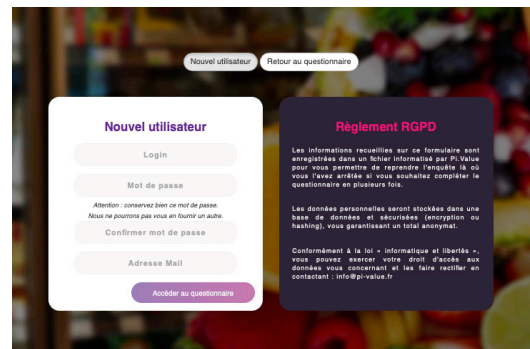 Nouvel utilisateur
Retour au questionnaire
Nouvel utilisateur
Login
Mot de passe
Attention : conservez bien ce mot de passe.
Nous ne pourrons pas vous en fournir un autre.
Confirmer mot de passe
Adresse Mail
Accéder au questionnaire
Règlement RGPD
Les informations recueillies sur ce formulaire sont
enregistrées dans un fichier informatisé par Pi.Value
pour vous permettre de reprendre l'enquête là où
vous l'avez arrêtée si vous souhaitez compléter le
questionnaire en plusieurs fois.
Les données personnelles seront stockées dans une
base de données et sécurisées (encryption ou
hashing), vous garantissant un total anonymat.
Conformément à la loi « informatique et libertés »,
vous pouvez exercer votre droit d'accès aux
données vous concernant et les faire rectifier en
contactant : info@pi-value.fr